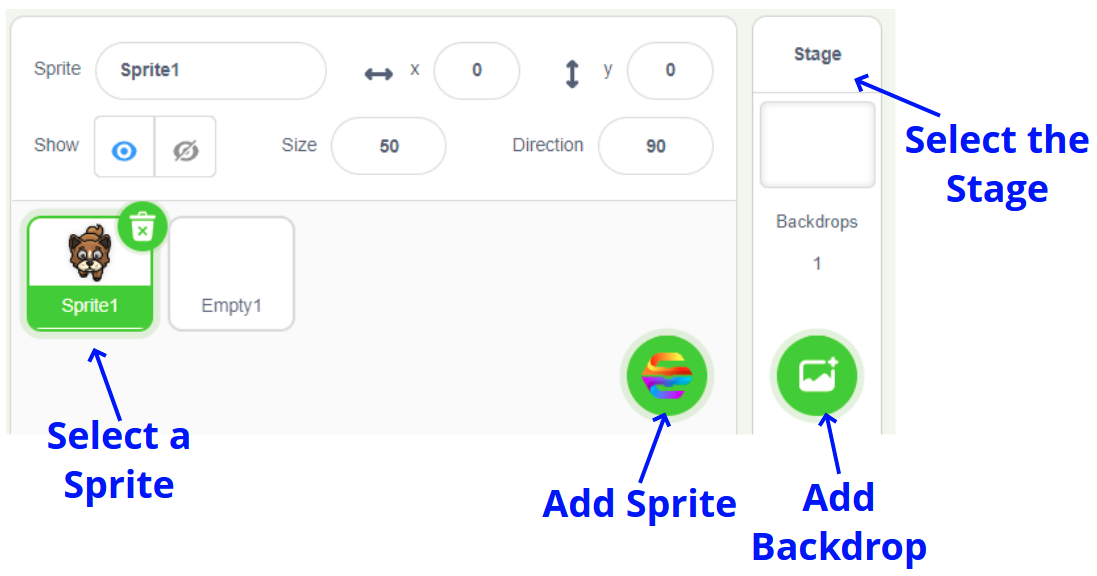 Sprite Sprite1 x 0 y 0 Stage
Show Size 50 Direction 90
Select the
Stage
Backdrops
1
Sprite1 Empty1
Select a
Sprite
Add Sprite
Add
Backdrop